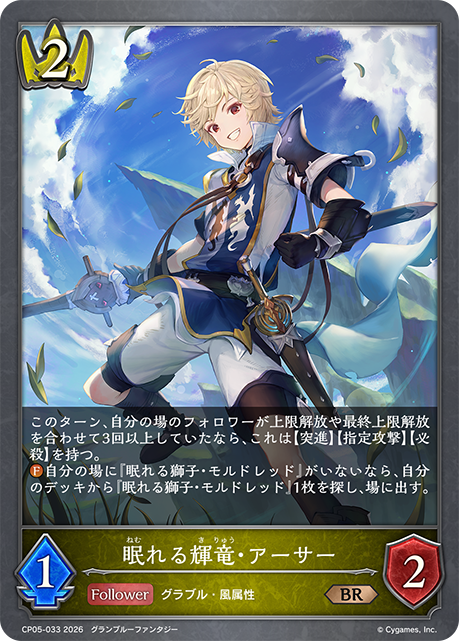 2
このターン、自分の場のフォロワーが上限解放や最終上限解放
を合わせて3回以上していたなら、これは【突進】【指定攻撃】【必
殺】を持つ。
F自分の場に『眠れる獅子・モルドレッド』がいないなら、自分
のデッキから『眠れる獅子・モルドレッド』1枚を探し、場に出す。
ねむ き りゅう
眠れる輝竜・アーサー
1
Follower グラブル・風属性 BR
2
CP05-033 2026 グランブルーファンタジー © Cygames, Inc.